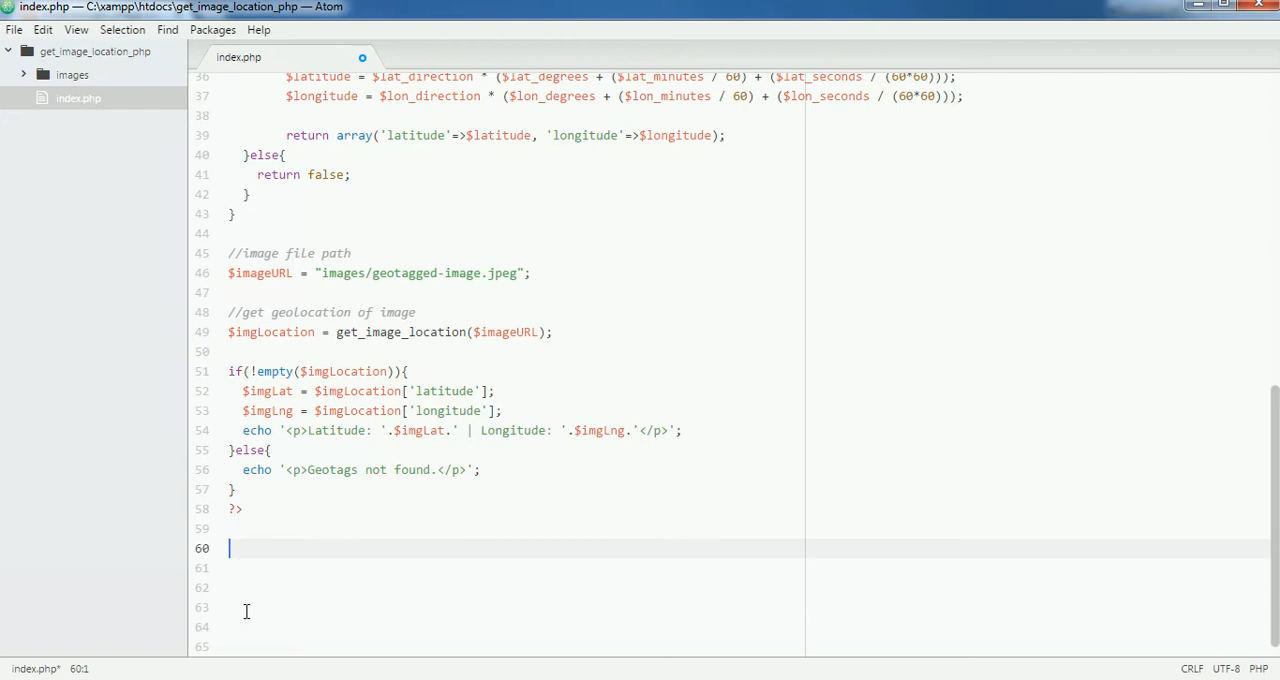 index.php — C:\xampp\htdocs\get_image_location_php — Atom
File Edit View Selection Find Packages Help
get_image_location_php
images
index.php
index.php
36 $latitude = $lat_direction * ($lat_degrees + ($lat_minutes / 60) + ($lat_seconds / (60*60)));
37 $longitude = $lon_direction * ($lon_degrees + ($lon_minutes / 60) + ($lon_seconds / (60*60)));
38
39 return array('latitude'=>$latitude, 'longitude'=>$longitude);
40 }else{
41 return false;
42 }
43 }
44
45 //image file path
46 $imageURL = "images/geotagged-image.jpeg";
47
48 //get geolocation of image
49 $imgLocation = get_image_location($imageURL);
50
51 if(!empty($imgLocation)){
52 $imgLat = $imgLocation['latitude'];
53 $imgLng = $imgLocation['longitude'];
54 echo '<p>Latitude: '.$imgLat.' | Longitude: '.$imgLng.'</p>';
55 }else{
56 echo '<p>Geotags not found.</p>';
57 }
58 ?>
59
60
61
62
63
64
65
index.php* 60:1 CRLF UTF-8 PHP